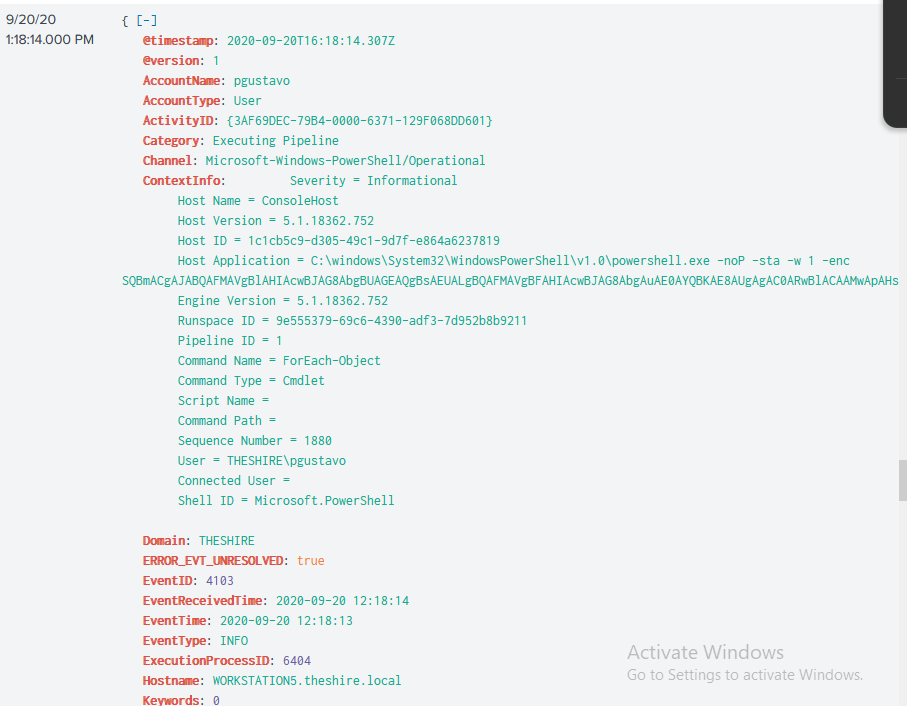 9/20/20
1:18:14.000 PM
{ [-]
@timestamp: 2020-09-20T16:18:14.307Z
@version: 1
AccountName: pgustavo
AccountType: User
ActivityID: {3AF69DEC-79B4-0000-6371-129F068DD601}
Category: Executing Pipeline
Channel: Microsoft-Windows-PowerShell/Operational
ContextInfo: Severity = Informational
Host Name = ConsoleHost
Host Version = 5.1.18362.752
Host ID = 1c1cb5c9-d305-49c1-9d7f-e864a6237819
Host Application = C:\windows\System32\WindowsPowerShell\v1.0\powershell.exe -noP -sta -w 1 -enc
SQBmACgAJABQAFMAVgBlAHIAcwBJAG8AbgBUAGEAQgBsAEUALgBQAFMAVgBFAHIAcwBJAG8AbgAuAE0AYQBKAE8AUgAgAC0ARwBlACAAMwApAHs
Engine Version = 5.1.18362.752
Runspace ID = 9e555379-69c6-4390-adf3-7d952b8b9211
Pipeline ID = 1
Command Name = ForEach-Object
Command Type = Cmdlet
Script Name =
Command Path =
Sequence Number = 1880
User = THESHIRE\pgustavo
Connected User =
Shell ID = Microsoft.PowerShell
Domain: THESHIRE
ERROR_EVT_UNRESOLVED: true
EventID: 4103
EventReceivedTime: 2020-09-20 12:18:14
EventTime: 2020-09-20 12:18:13
EventType: INFO
ExecutionProcessID: 6404
Hostname: WORKSTATION5.theshire.local
Keywords: 0
Activate Windows
Go to Settings to activate Windows.